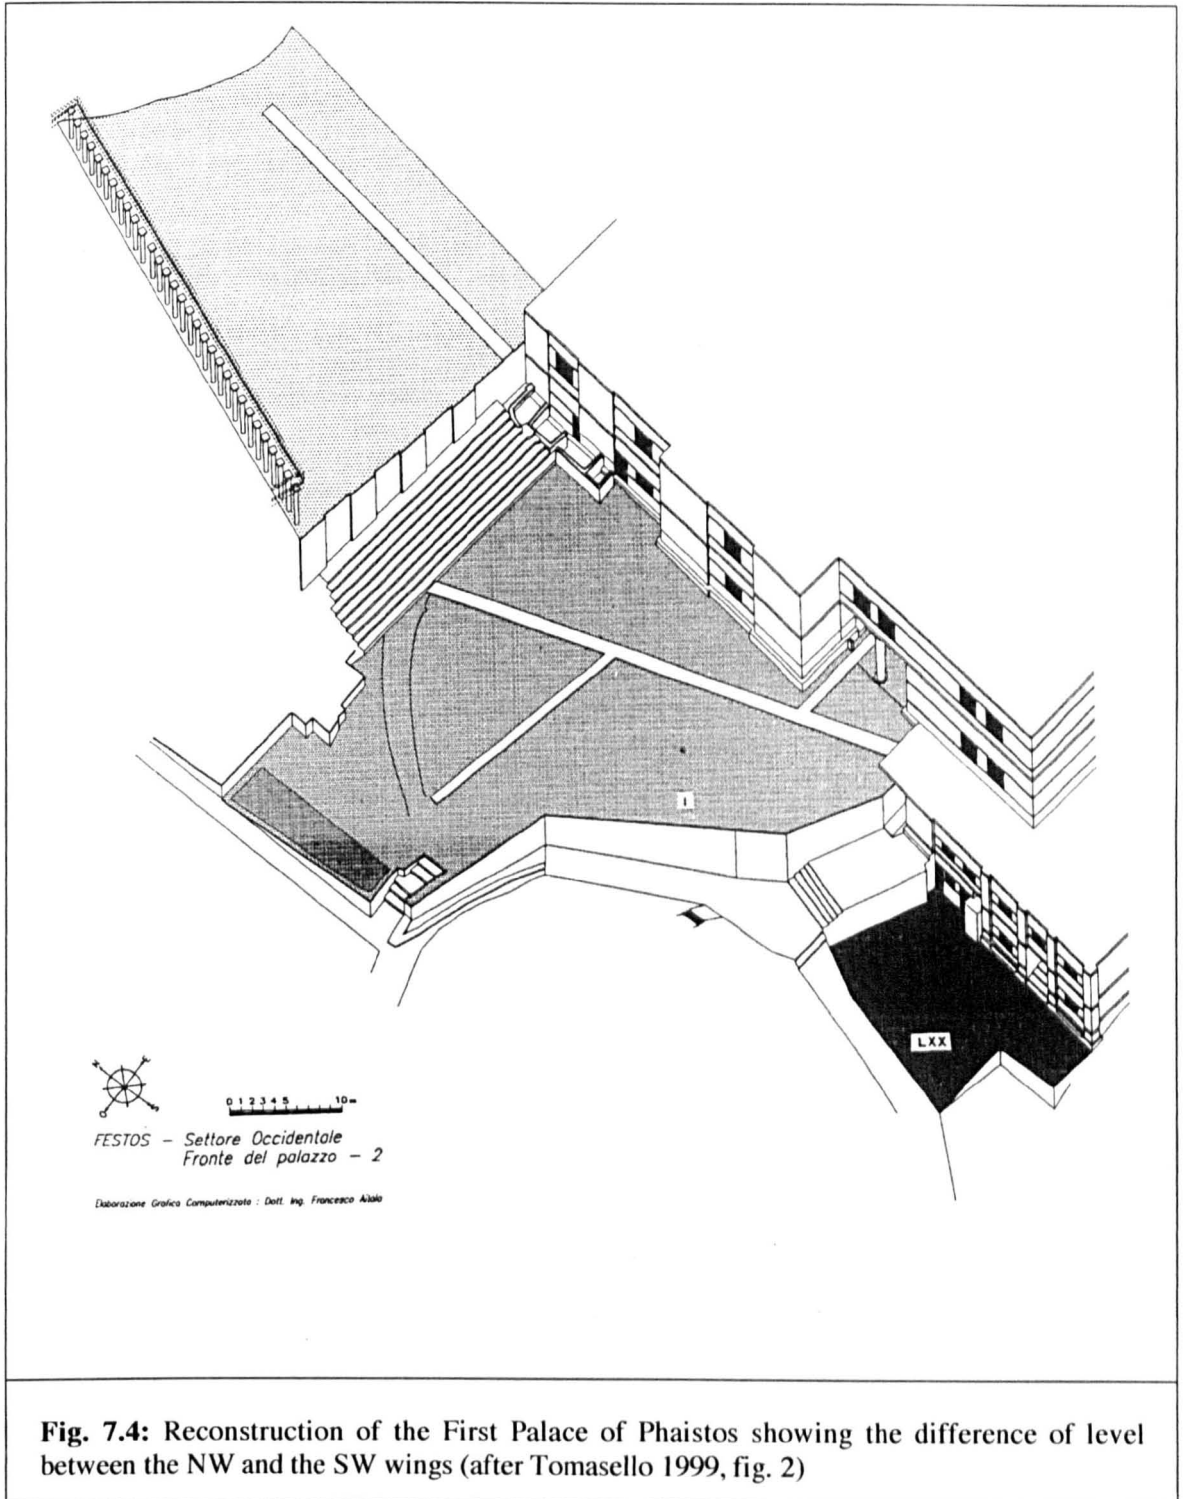 I
LXX
N
E
O
S
0 1 2 3 4 5 10m
FESTOS – Settore Occidentale
Fronte del palazzo – 2
Elaborazione Grafica Computerizzata : Dott. Ing. Francesco
Fig. 7.4: Reconstruction of the First Palace of Phaistos showing the difference of level
between the NW and the SW wings (after Tomasello 1999, fig. 2)